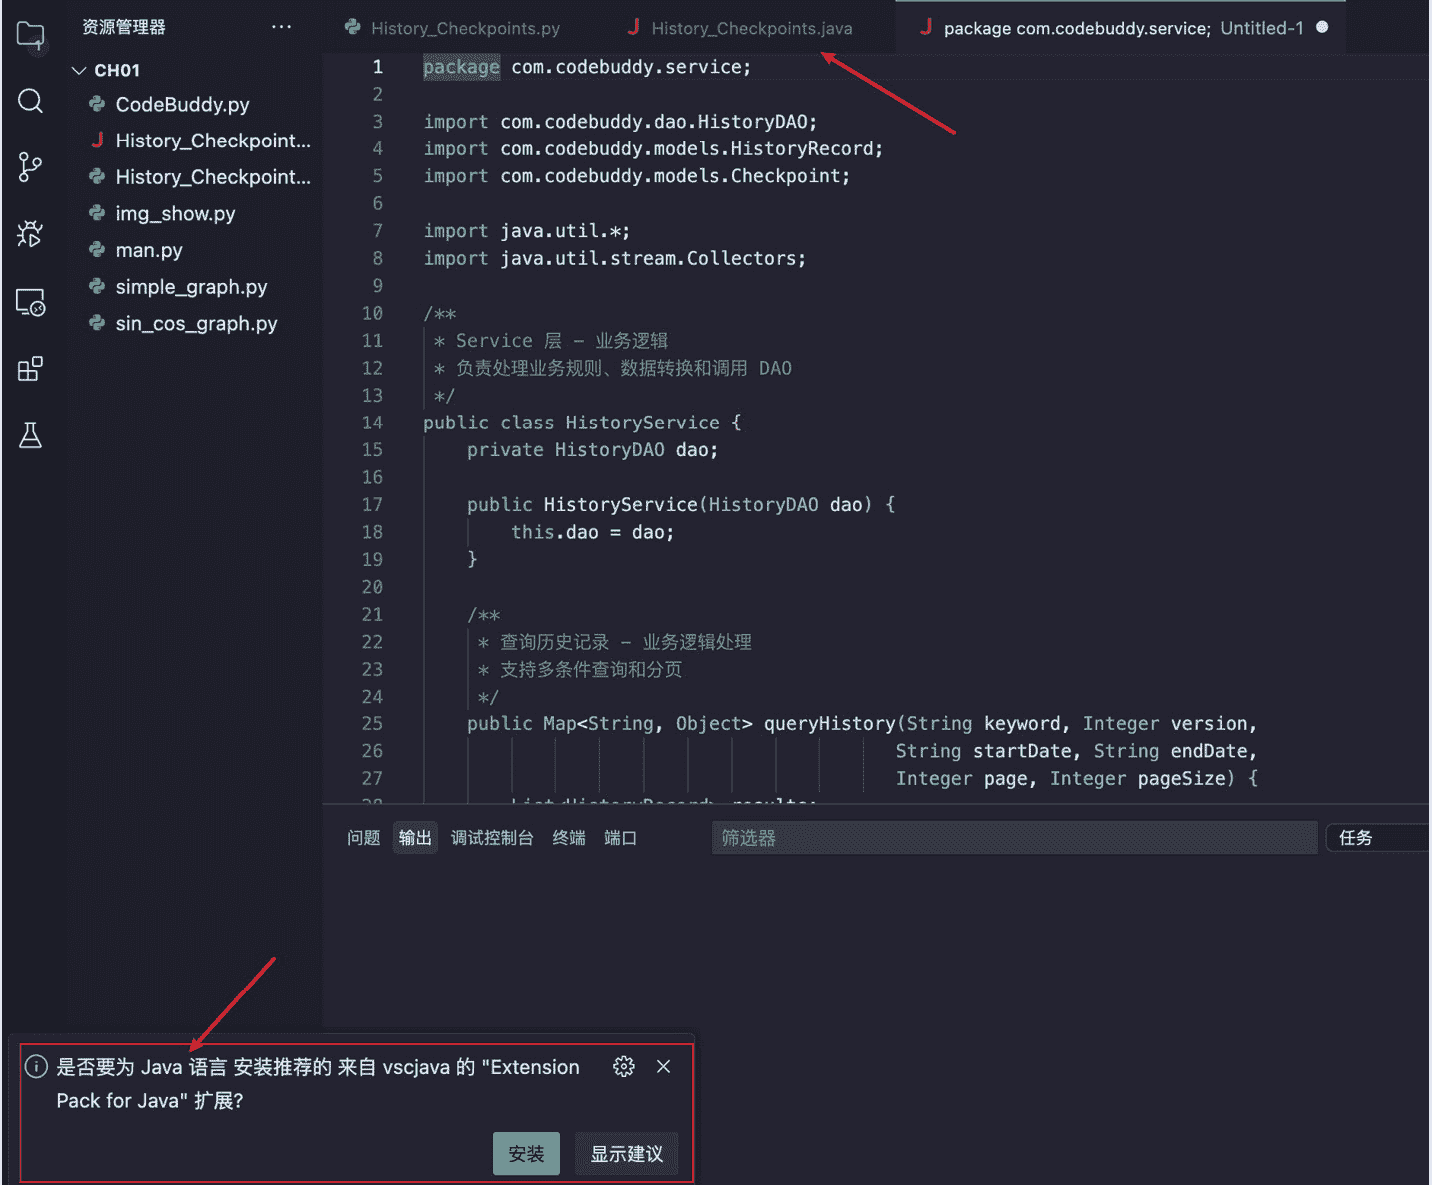 资源管理器
CH01
CodeBuddy.py
History_Checkpoint...
History_Checkpoint...
img_show.py
man.py
simple_graph.py
sin_cos_graph.py
History_Checkpoints.py
History_Checkpoints.java
package com.codebuddy.service; Untitled-1
1 package com.codebuddy.service;
2
3 import com.codebuddy.dao.HistoryDAO;
4 import com.codebuddy.models.HistoryRecord;
5 import com.codebuddy.models.Checkpoint;
6
7 import java.util.*;
8 import java.util.stream.Collectors;
9
10 /**
11 * Service 层 - 业务逻辑
12 * 负责处理业务规则、数据转换和调用 DAO
13 */
14 public class HistoryService {
15 private HistoryDAO dao;
16
17 public HistoryService(HistoryDAO dao) {
18 this.dao = dao;
19 }
20
21 /**
22 * 查询历史记录 - 业务逻辑处理
23 * 支持多条件查询和分页
24 */
25 public Map<String, Object> queryHistory(String keyword, Integer version,
26 String startDate, String endDate,
27 Integer page, Integer pageSize) {
28 List<HistoryRecord> results;
问题 输出 调试控制台 终端 端口
筛选器
任务
是否要为 Java 语言 安装推荐的 来自 vscjava 的 "Extension
Pack for Java" 扩展?
安装
显示建议